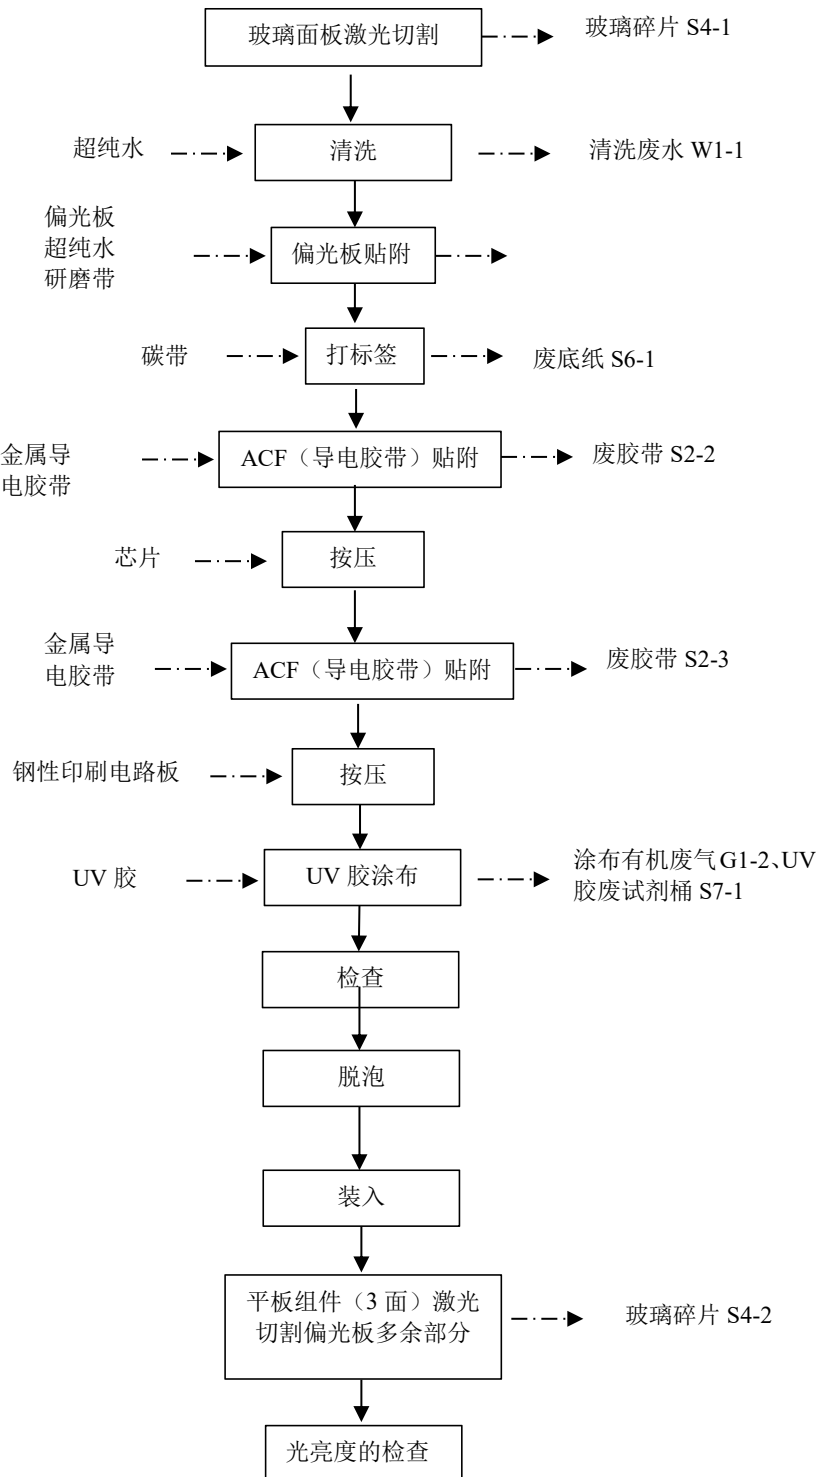 玻璃面板激光切割
玻璃碎片 S4-1
超纯水
清洗
清洗废水 W1-1
偏光板
超纯水
研磨带
偏光板贴附
碳带
打标签
废底纸 S6-1
金属导
电胶带
ACF（导电胶带）贴附
废胶带 S2-2
芯片
按压
金属导
电胶带
ACF（导电胶带）贴附
废胶带 S2-3
钢性印刷电路板
按压
UV 胶
UV 胶涂布
涂布有机废气 G1-2、UV
胶废试剂桶 S7-1
检查
脱泡
装入
平板组件（3 面）激光
切割偏光板多余部分
玻璃碎片 S4-2
光亮度的检查